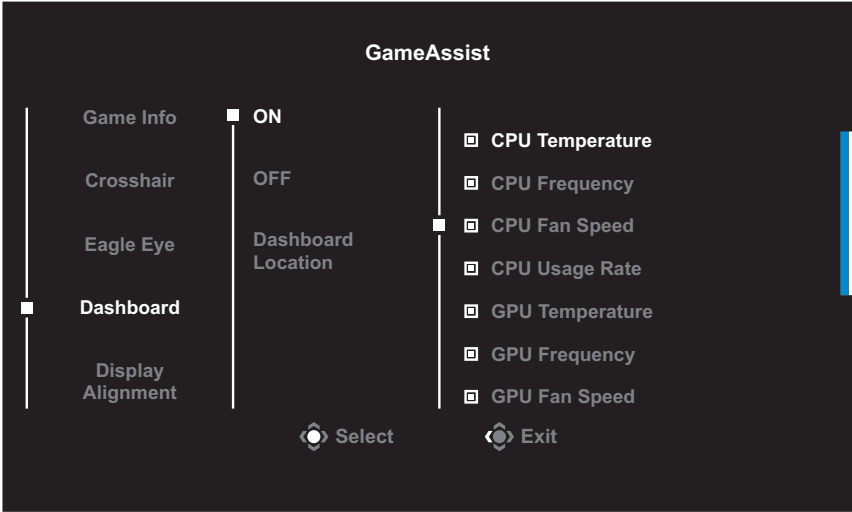 GameAssist
Game Info
Crosshair
Eagle Eye
Dashboard
Display
Alignment
ON
OFF
Dashboard
Location
CPU Temperature
CPU Frequency
CPU Fan Speed
CPU Usage Rate
GPU Temperature
GPU Frequency
GPU Fan Speed
Select
Exit